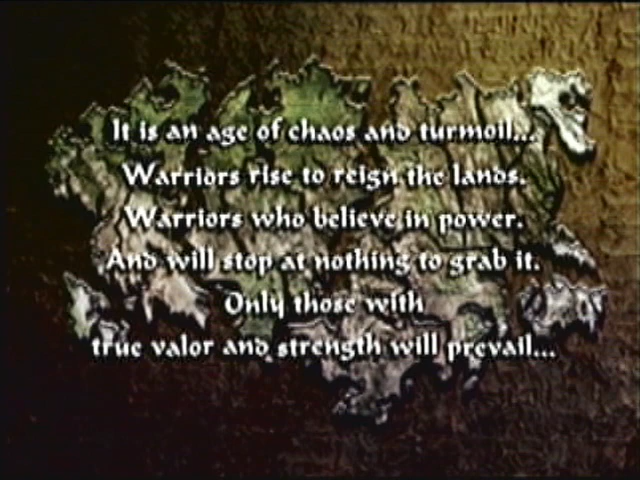 It is an age of chaos and turmoil...
Warriors rise to reign the lands.
Warriors who believe in power.
And will stop at nothing to grab it.
Only those with
true valor and strength will prevail...